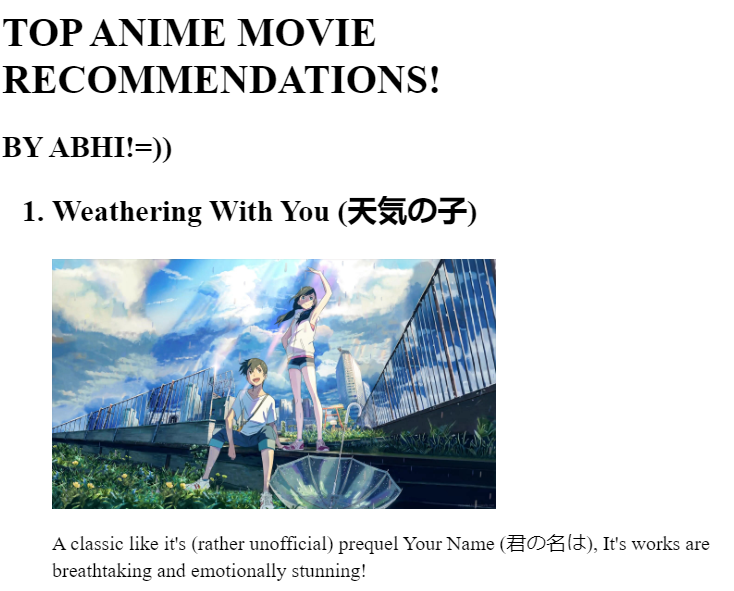 TOP ANIME MOVIE
RECOMMENDATIONS!
BY ABHI!=))
1. Weathering With You (天気の子)
A classic like it's (rather unofficial) prequel Your Name (君の名は), It's works are
breathtaking and emotionally stunning!